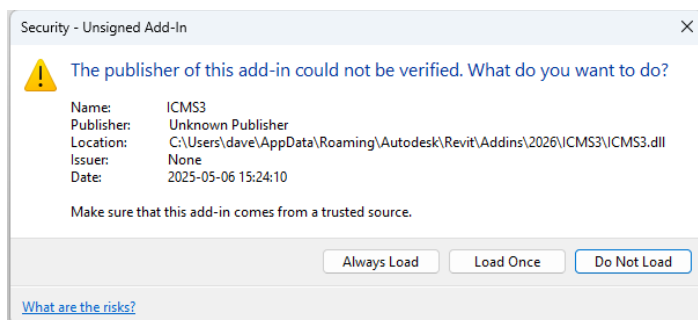 Security - Unsigned Add-In
The publisher of this add-in could not be verified. What do you want to do?
Name: ICMS3
Publisher: Unknown Publisher
Location: C:\Users\dave\AppData\Roaming\Autodesk\Revit\Addins\2026\ICMS3\ICMS3.dll
Issuer: None
Date: 2025-05-06 15:24:10
Make sure that this add-in comes from a trusted source.
Always Load Load Once Do Not Load
What are the risks?